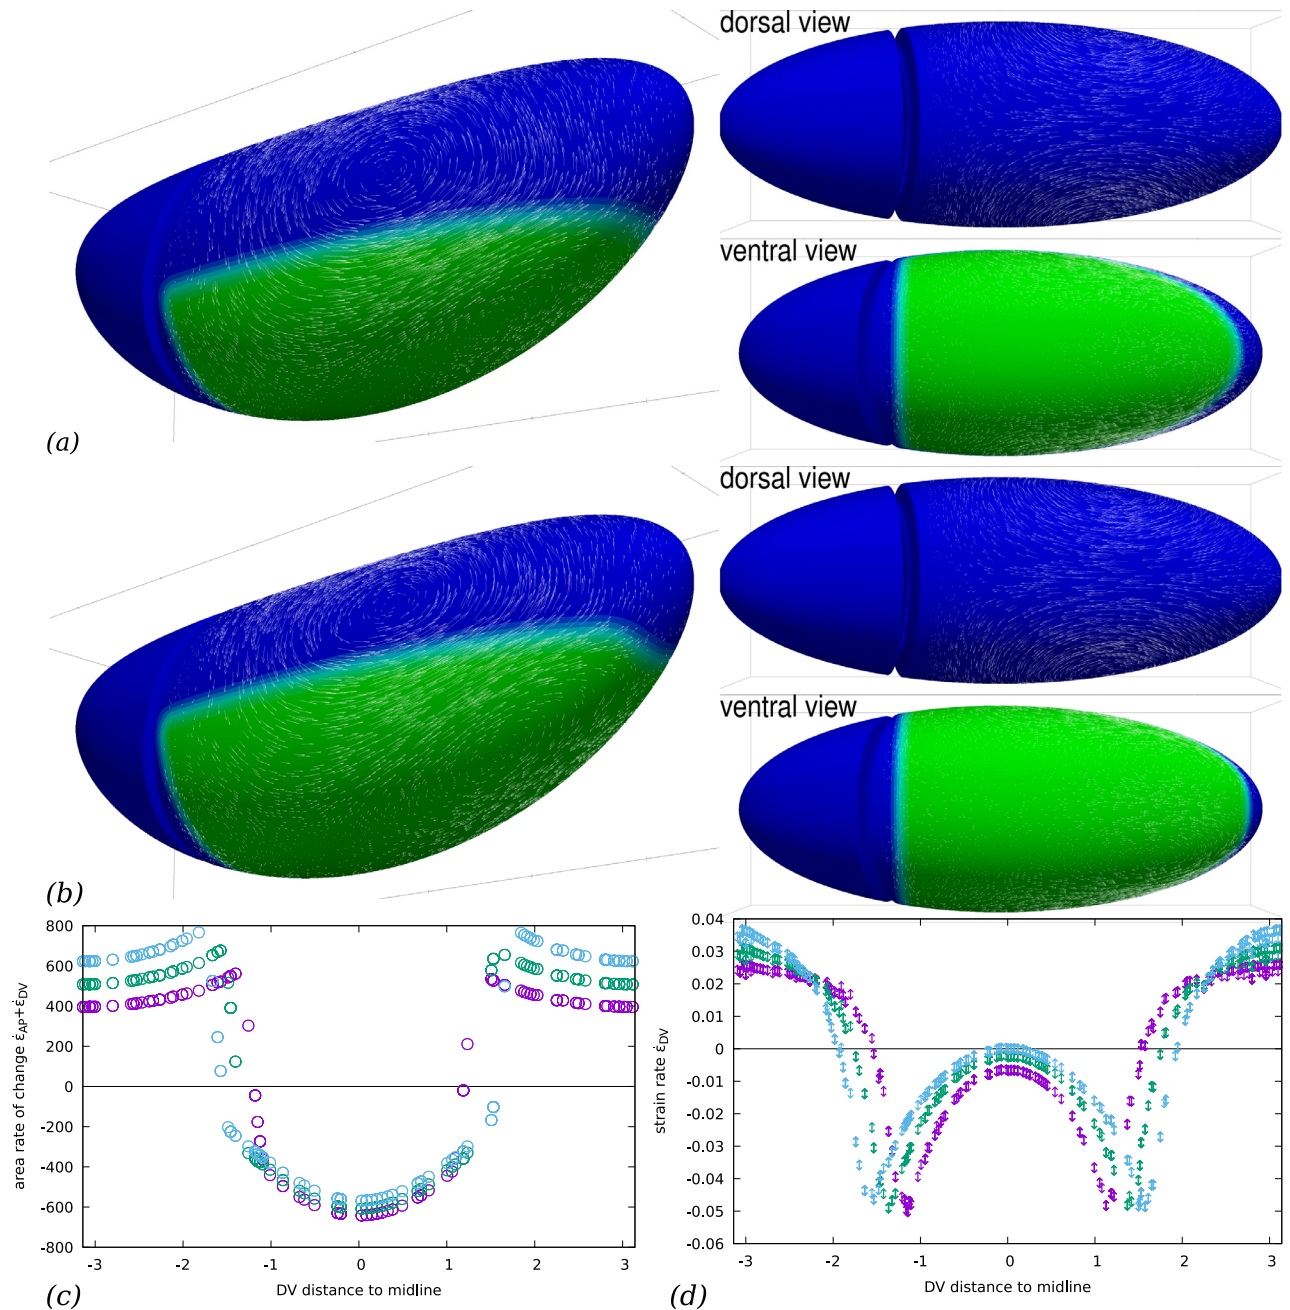 dorsal view
ventral view
(a)
dorsal view
ventral view
(b)
area rate of change ε̇AP+ε̇DV
800
600
400
200
0
-200
-400
-600
-800
-3 -2 -1 0 1 2 3
DV distance to midline
(c)
strain rate ε̇DV
0.04
0.03
0.02
0.01
0
-0.01
-0.02
-0.03
-0.04
-0.05
-0.06
-3 -2 -1 0 1 2 3
DV distance to midline
(d)